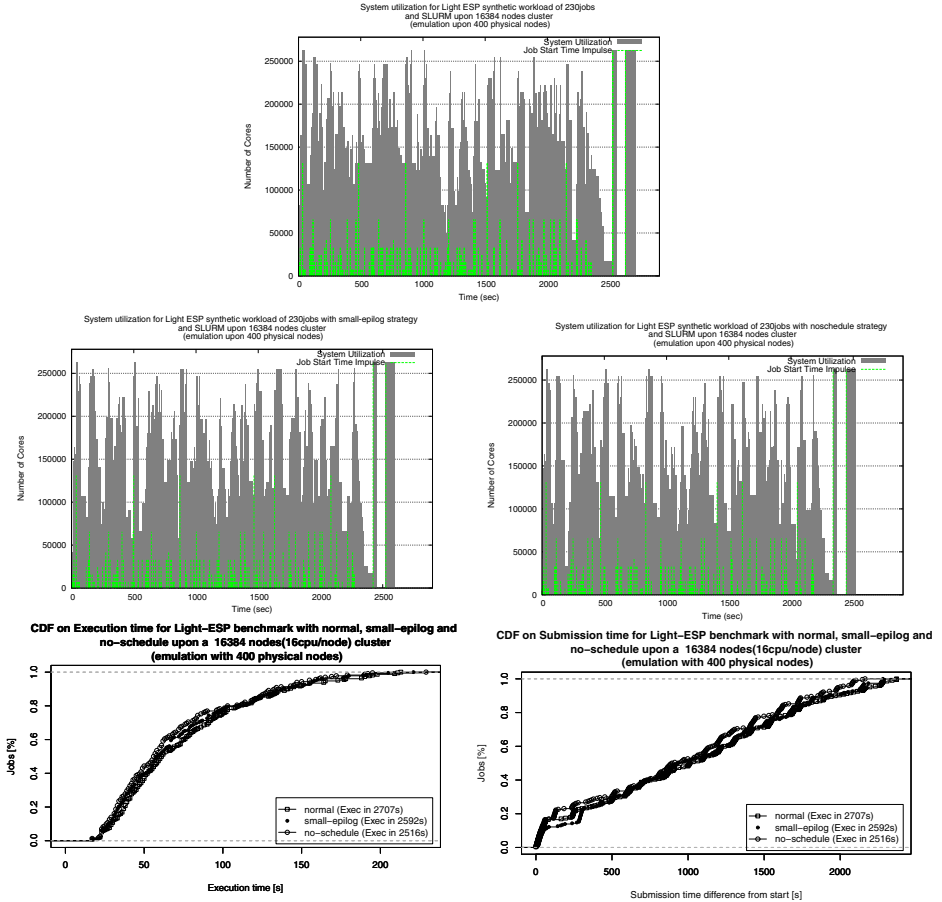 System utilization for Light ESP synthetic workload of 230jobs
and SLURM upon 16384 nodes cluster
(emulation upon 400 physical nodes)
System Utilization
Job Start Time Impulse
250000
200000
150000
100000
50000
0
Number of Cores
0 500 1000 1500 2000 2500
Time (sec)
System utilization for Light ESP synthetic workload of 230jobs with small-epilog strategy
and SLURM upon 16384 nodes cluster
(emulation upon 400 physical nodes)
System Utilization
Job Start Time Impulse
250000
200000
150000
100000
50000
0
Number of Cores
0 500 1000 1500 2000 2500
Time (sec)
System utilization for Light ESP synthetic workload of 230jobs with noschedule strategy
and SLURM upon 16384 nodes cluster
(emulation upon 400 physical nodes)
System Utilization
Job Start Time Impulse
250000
200000
150000
100000
50000
0
Number of Cores
0 500 1000 1500 2000 2500
Time (sec)
CDF on Execution time for Light−ESP benchmark with normal, small−epilog and
no−schedule upon a 16384 nodes(16cpu/node) cluster
(emulation with 400 physical nodes)
1.0
0.8
0.6
0.4
0.2
0.0
Jobs [%]
normal (Exec in 2707s)
small−epilog (Exec in 2592s)
no−schedule (Exec in 2516s)
0 50 100 150 200
Execution time [s]
CDF on Submission time for Light−ESP benchmark with normal, small−epilog and
no−schedule upon a 16384 nodes(16cpu/node) cluster
(emulation with 400 physical nodes)
1.0
0.8
0.6
0.4
0.2
0.0
Jobs [%]
normal (Exec in 2707s)
small−epilog (Exec in 2592s)
no−schedule (Exec in 2516s)
0 500 1000 1500 2000
Submission time difference from start [s]